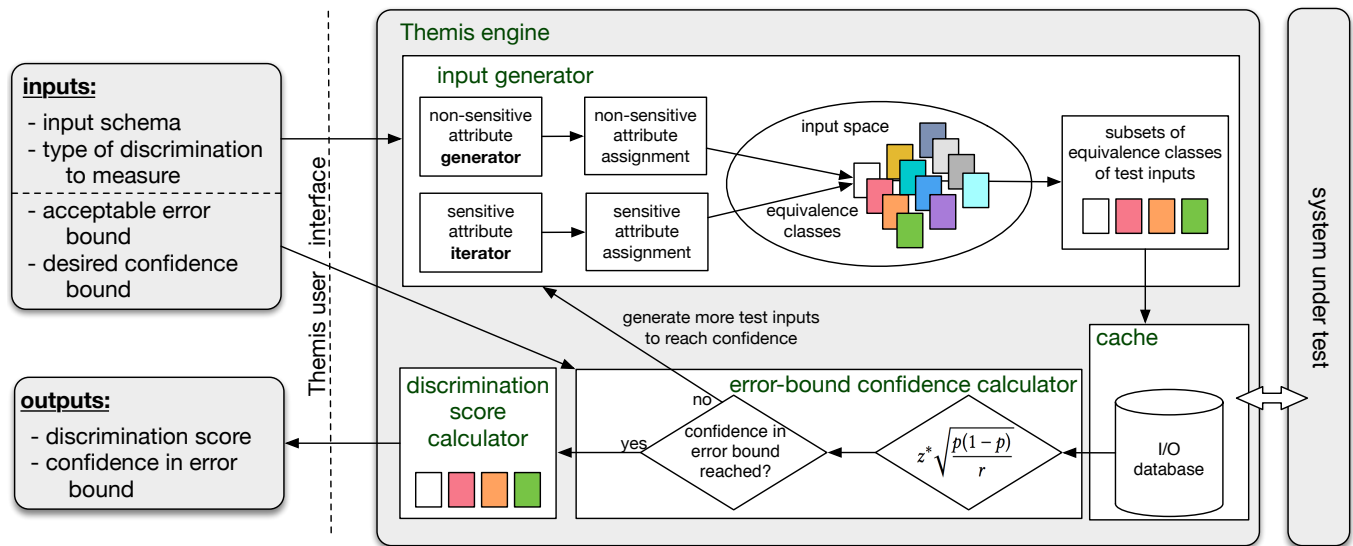 inputs:
- input schema
- type of discrimination
to measure
- acceptable error
bound
- desired confidence
bound
outputs:
- discrimination score
- confidence in error
bound
Themis user interface
Themis engine
input generator
non-sensitive
attribute
generator
non-sensitive
attribute
assignment
sensitive
attribute
iterator
sensitive
attribute
assignment
input space
equivalence
classes
subsets of
equivalence classes
of test inputs
generate more test inputs
to reach confidence
cache
I/O
database
error-bound confidence calculator
z* √(p(1 − p)/r)
confidence in
error bound
reached?
no
yes
discrimination
score
calculator
system under test